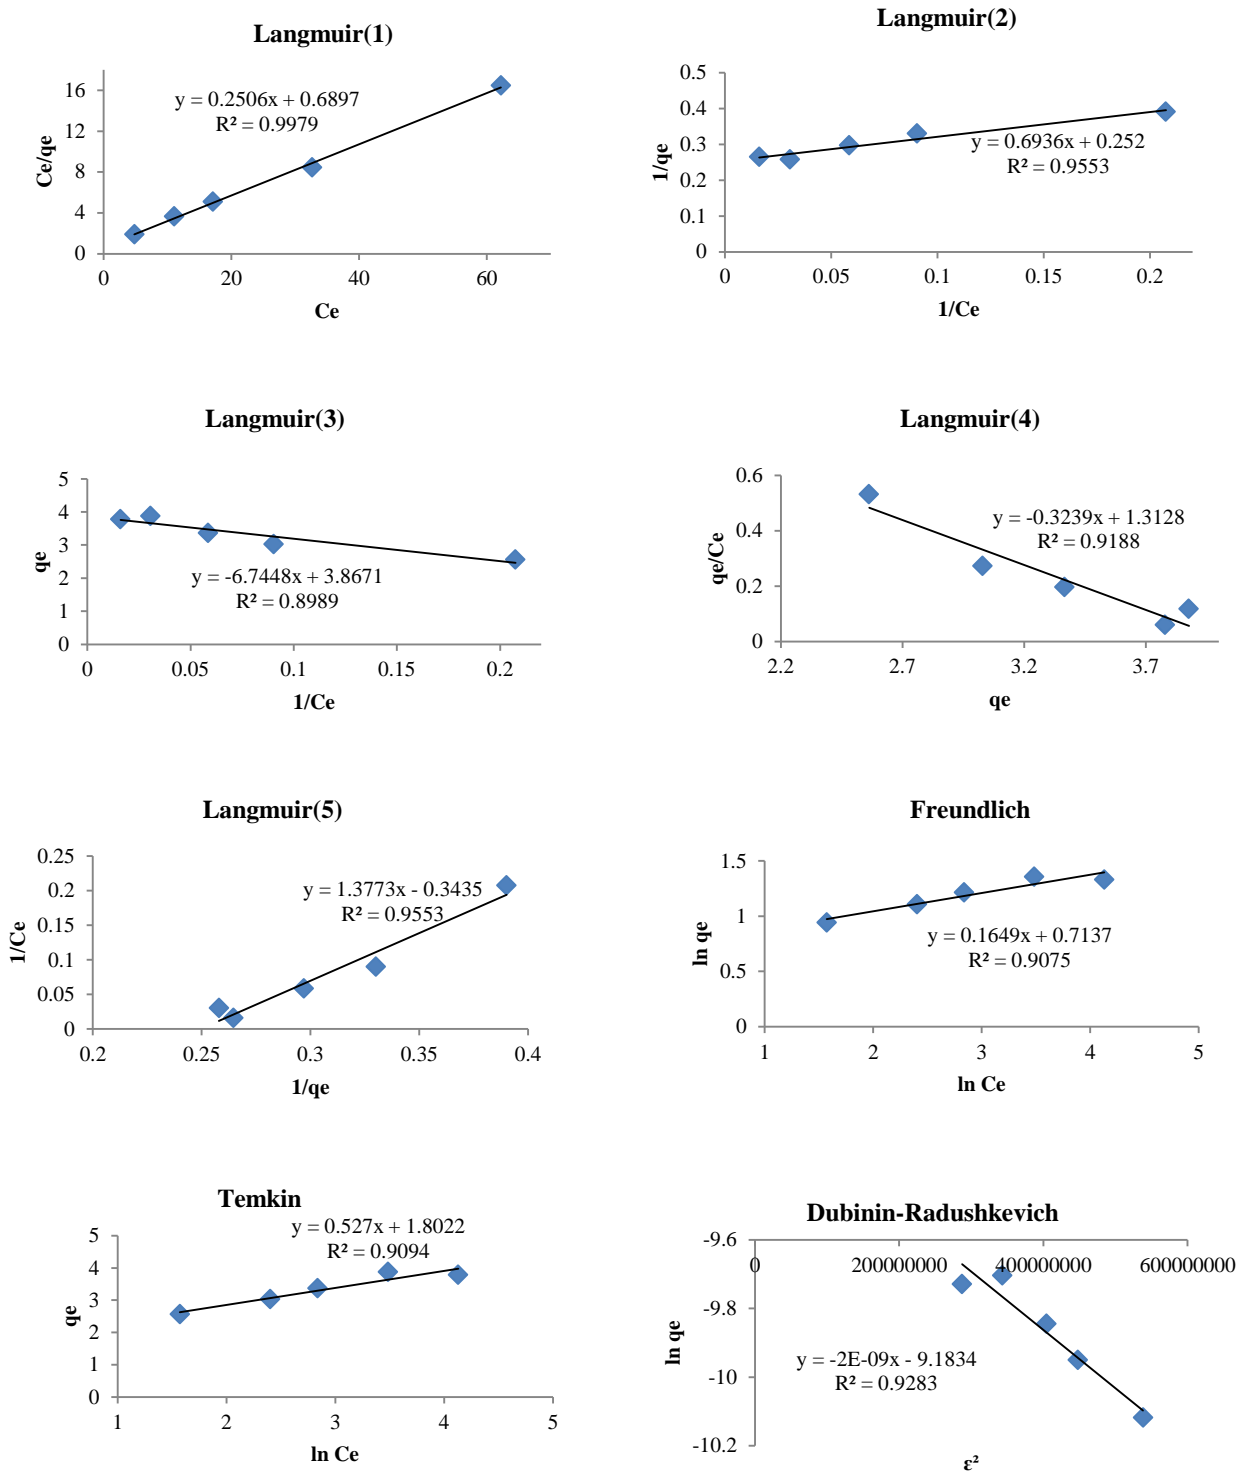 Langmuir(1)
Ce/qe
16
12
8
4
0
y = 0.2506x + 0.6897
R² = 0.9979
0 20 40 60
Ce
Langmuir(2)
1/qe
0.5
0.4
0.3
0.2
0.1
0
y = 0.6936x + 0.252
R² = 0.9553
0 0.05 0.1 0.15 0.2
1/Ce
Langmuir(3)
qe
5
4
3
2
1
0
y = -6.7448x + 3.8671
R² = 0.8989
0 0.05 0.1 0.15 0.2
1/Ce
Langmuir(4)
qe/Ce
0.6
0.4
0.2
0
y = -0.3239x + 1.3128
R² = 0.9188
2.2 2.7 3.2 3.7
qe
Langmuir(5)
1/Ce
0.25
0.2
0.15
0.1
0.05
0
y = 1.3773x - 0.3435
R² = 0.9553
0.2 0.25 0.3 0.35 0.4
1/qe
Freundlich
ln qe
1.5
1
0.5
0
y = 0.1649x + 0.7137
R² = 0.9075
1 2 3 4 5
ln Ce
Temkin
qe
5
4
3
2
1
0
y = 0.527x + 1.8022
R² = 0.9094
1 2 3 4 5
ln Ce
Dubinin-Radushkevich
ln qe
-9.6
-9.8
-10
-10.2
0 200000000 400000000 600000000
y = -2E-09x - 9.1834
R² = 0.9283
ε²